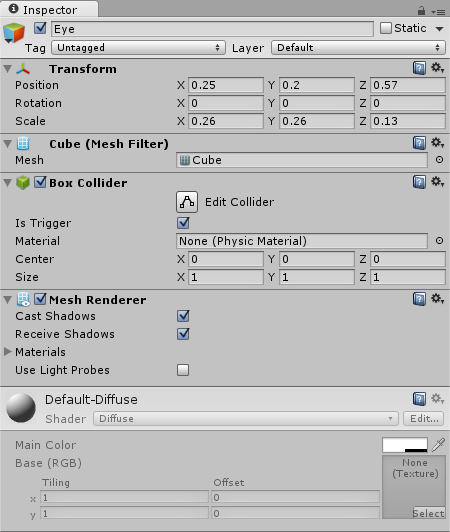 Inspector
Eye Static
Tag Untagged Layer Default
Transform
Position X 0.25 Y 0.2 Z 0.57
Rotation X 0 Y 0 Z 0
Scale X 0.26 Y 0.26 Z 0.13
Cube (Mesh Filter)
Mesh Cube
Box Collider
Edit Collider
Is Trigger
Material None (Physic Material)
Center X 0 Y 0 Z 0
Size X 1 Y 1 Z 1
Mesh Renderer
Cast Shadows
Receive Shadows
Materials
Use Light Probes
Default-Diffuse
Shader Diffuse Edit...
Main Color
Base (RGB) None
(Texture)
Tiling Offset
x 1 0
y 1 0 Select